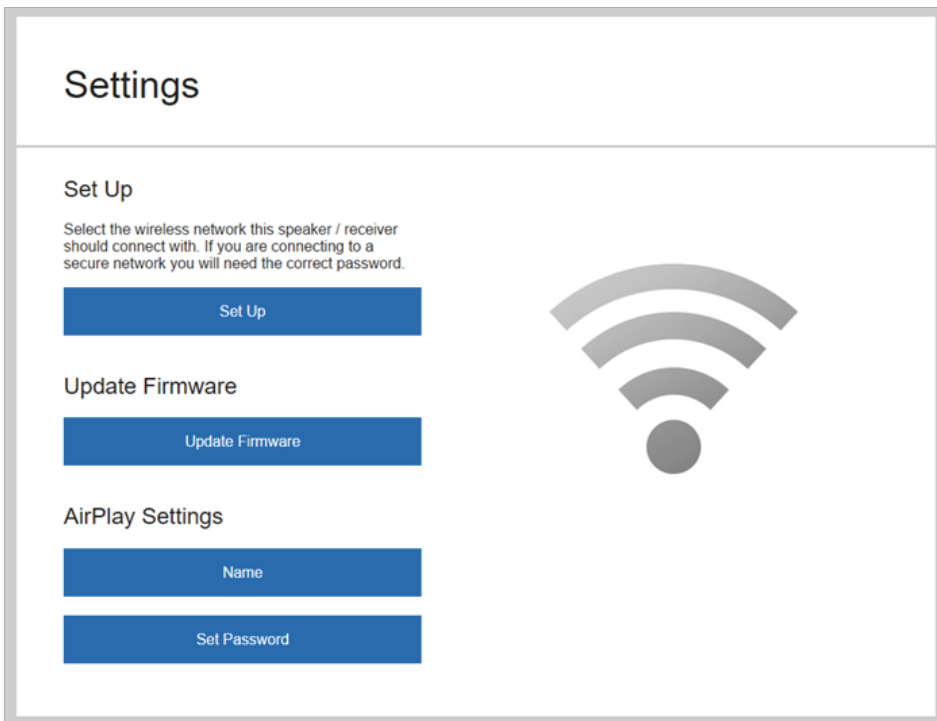 Settings
Set Up
Select the wireless network this speaker / receiver
should connect with. If you are connecting to a
secure network you will need the correct password.
Set Up
Update Firmware
Update Firmware
AirPlay Settings
Name
Set Password